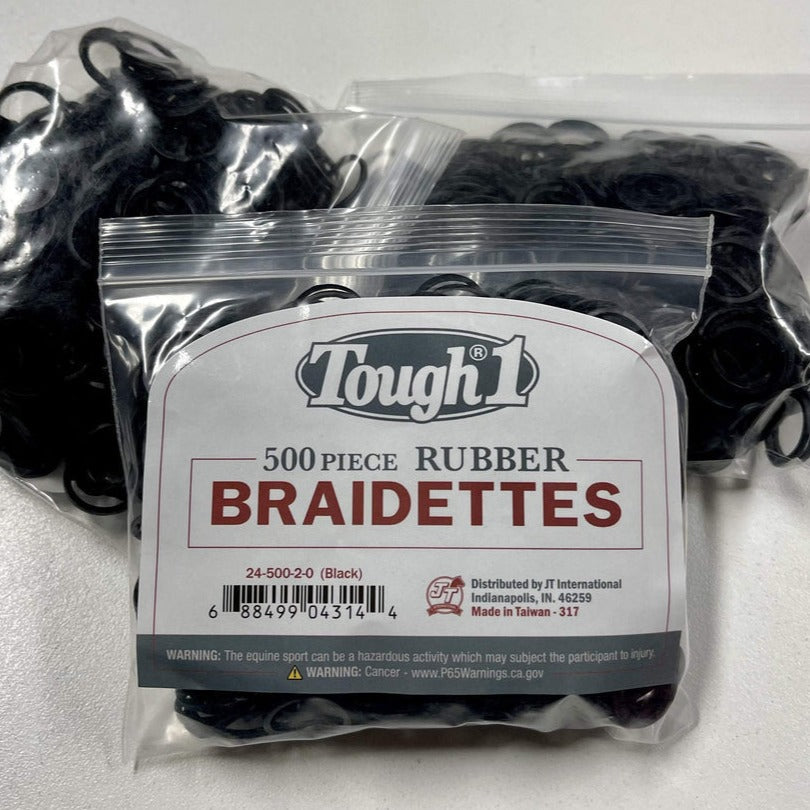 Tough 1®
500 PIECE RUBBER
BRAIDETTES
24-500-2-0 (Black)
6 88499 04314 4
JT
Distributed by JT International
Indianapolis, IN. 46259
Made in Taiwan - 317
WARNING: The equine sport can be a hazardous activity which may subject the participant to injury.
WARNING: Cancer - www.P65Warnings.ca.gov